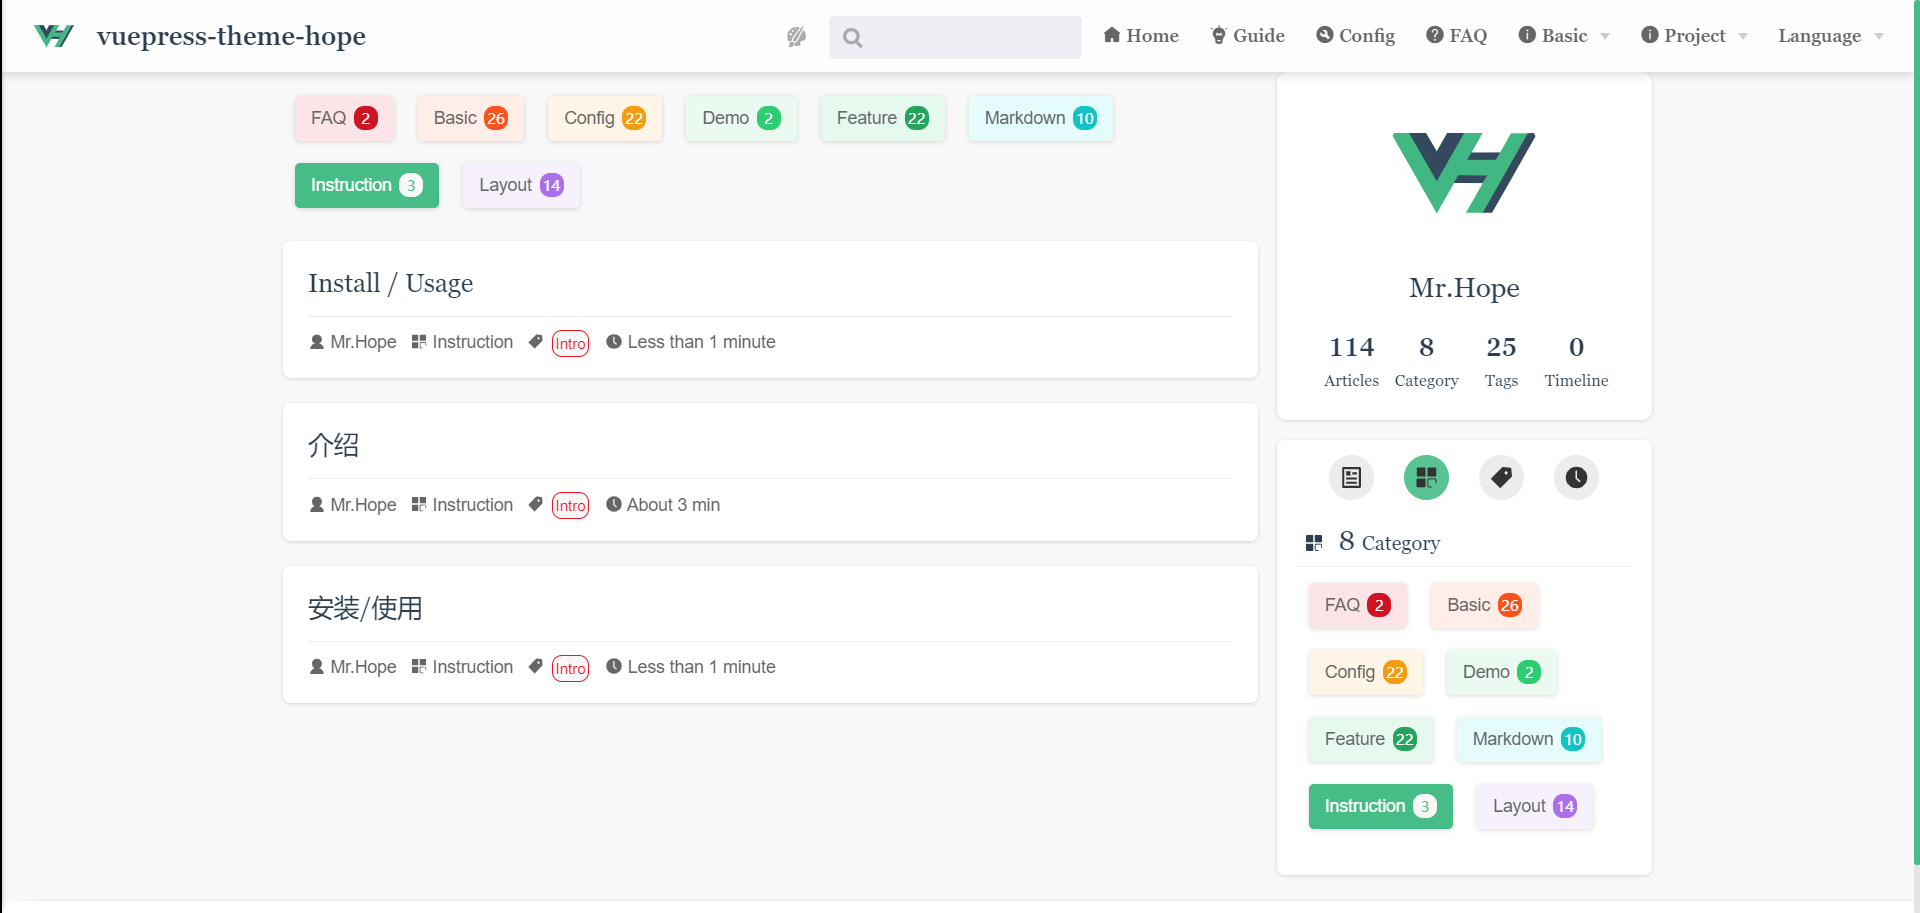 vuepress-theme-hope
Home Guide Config FAQ Basic Project Language
FAQ 2 Basic 26 Config 22 Demo 2 Feature 22 Markdown 10
Instruction 3 Layout 14
Install / Usage
Mr.Hope Instruction Intro Less than 1 minute
介绍
Mr.Hope Instruction Intro About 3 min
安装/使用
Mr.Hope Instruction Intro Less than 1 minute
Mr.Hope
114 8 25 0
Articles Category Tags Timeline
8 Category
FAQ 2 Basic 26
Config 22 Demo 2
Feature 22 Markdown 10
Instruction 3 Layout 14